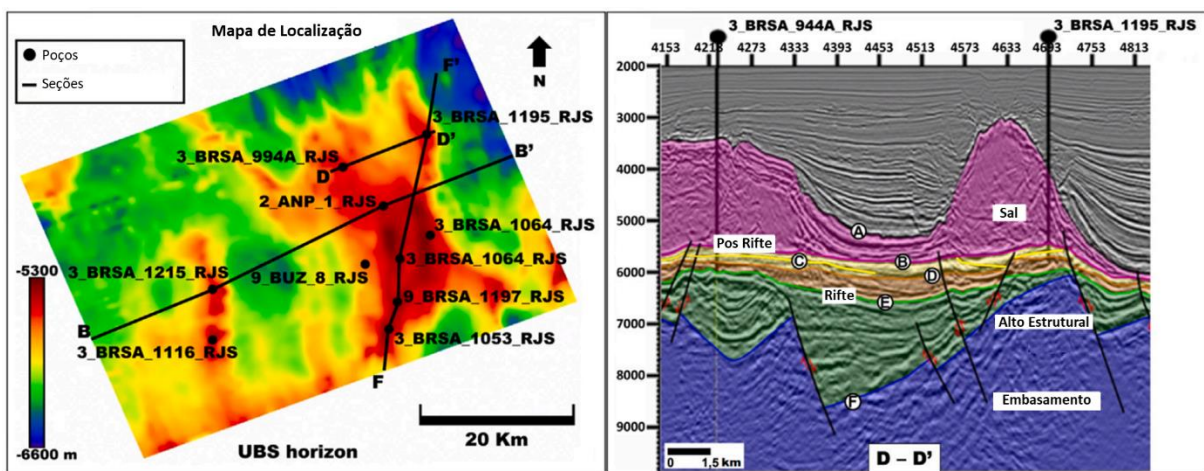 Mapa de Localização
Poços
Seções
N
F'
3_BRSA_1195_RJS
D'
3_BRSA_994A_RJS
D
B'
2_ANP_1_RJS
3_BRSA_1064_RJS
3_BRSA_1215_RJS
9_BUZ_8_RJS
3_BRSA_1064_RJS
9_BRSA_1197_RJS
B
3_BRSA_1116_RJS
3_BRSA_1053_RJS
F
-5300
-6600 m
UBS horizon
20 Km
3_BRSA_944A_RJS
3_BRSA_1195_RJS
4153 4213 4273 4333 4393 4453 4513 4573 4633 4693 4753 4813
2000
3000
4000
5000
6000
7000
8000
9000
Sal
A
Pos Rifte
C
B
D
Rifte
E
Alto Estrutural
F
Embasamento
0 1,5 km
D – D'